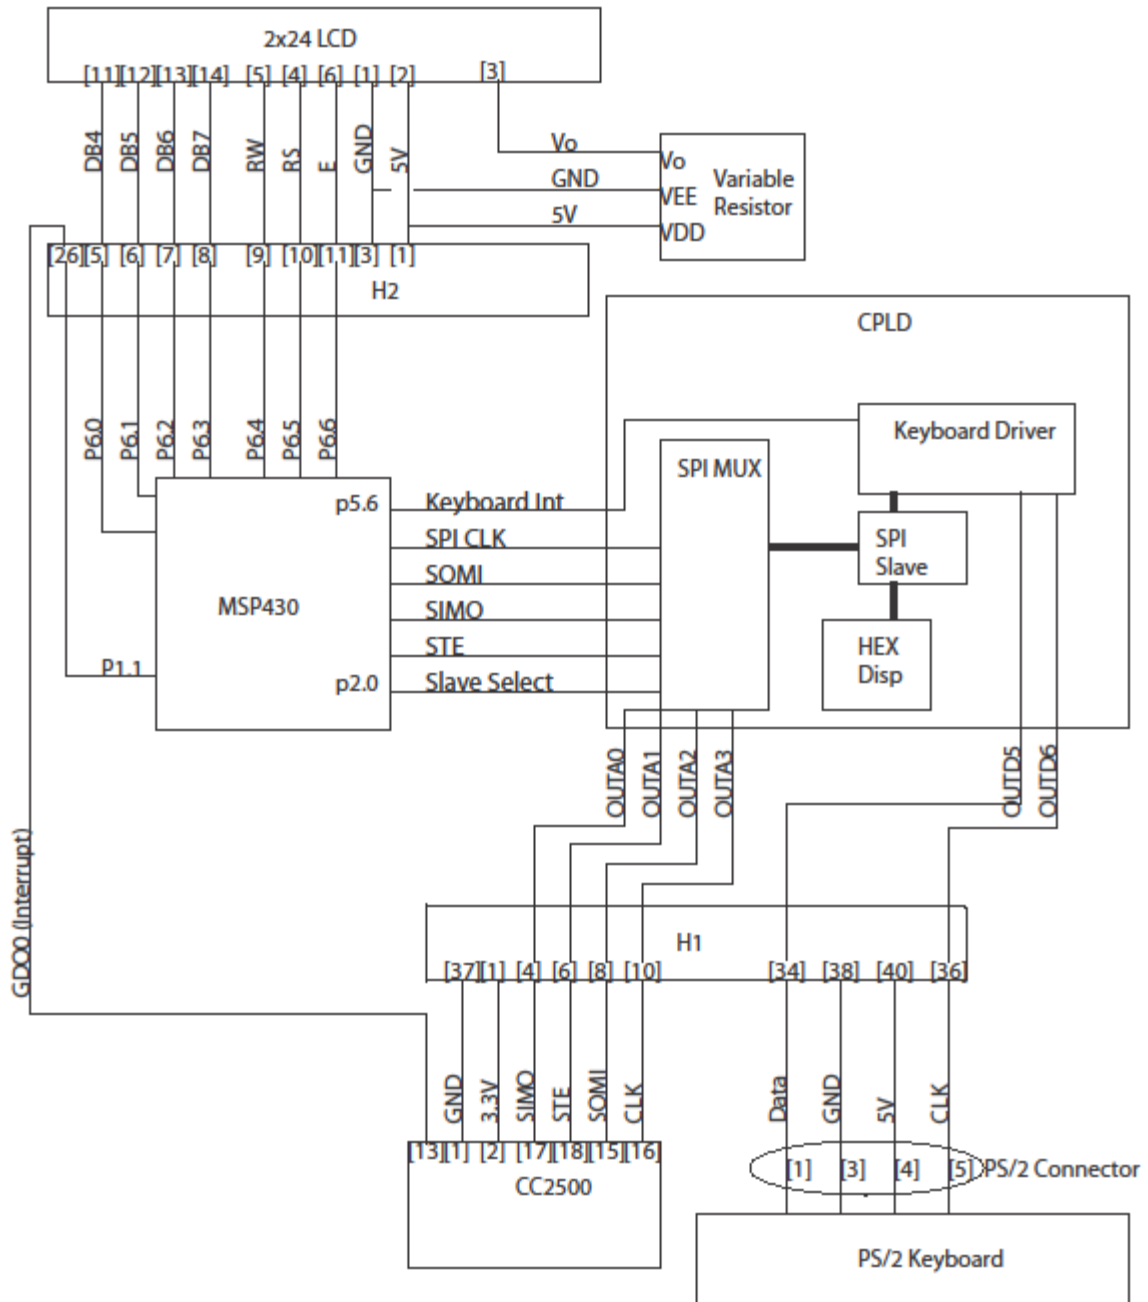 2x24 LCD
[11][12][13][14] [5] [4] [6] [1] [2] [3]
DB4
DB5
DB6
DB7
RW
RS
E
GND
5V
Vo
GND
5V
Vo
VEE
VDD
Variable
Resistor
[26][5] [6] [7] [8] [9] [10][11][3] [1]
H2
CPLD
P6.0
P6.1
P6.2
P6.3
P6.4
P6.5
P6.6
Keyboard Driver
SPI MUX
SPI
Slave
HEX
Disp
p5.6
Keyboard Int
SPI CLK
SOMI
SIMO
STE
Slave Select
MSP430
P1.1
p2.0
OUTA0
OUTA1
OUTA2
OUTA3
OUTD5
OUTD6
GDO0 (Interrupt)
H1
[37][1] [4] [6] [8] [10] [34] [38] [40] [36]
GND
3.3V
SIMO
STE
SOMI
CLK
Data
GND
5V
CLK
[13][1] [2] [17][18][15][16]
CC2500
[1] [3] [4] [5] PS/2 Connector
PS/2 Keyboard